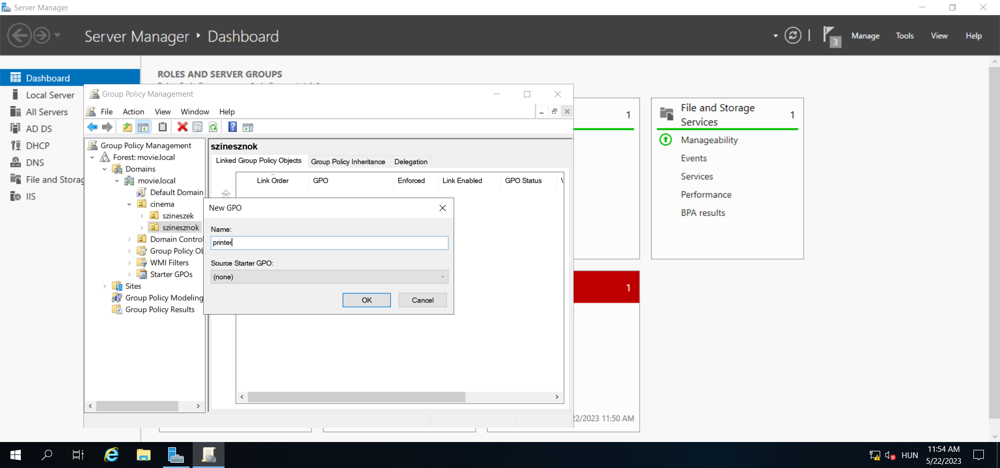 Server Manager
Server Manager ‣ Dashboard
3
Manage
Tools
View
Help
Dashboard
Local Server
All Servers
AD DS
DHCP
DNS
File and Storag
IIS
ROLES AND SERVER GROUPS
Group Policy Management
File
Action
View
Window
Help
Group Policy Management
Forest: movie.local
Domains
movie.local
Default Domain
cinema
szineszek
szinesznok
Domain Control
Group Policy Ob
WMI Filters
Starter GPOs
Sites
Group Policy Modeling
Group Policy Results
szinesznok
Linked Group Policy Objects
Group Policy Inheritance
Delegation
Link Order
GPO
Enforced
Link Enabled
GPO Status
New GPO
Name:
printer
Source Starter GPO:
(none)
OK
Cancel
1
File and Storage
Services
1
Manageability
Events
Services
Performance
BPA results
1
22/2023 11:50 AM
HUN
11:54 AM
5/22/2023